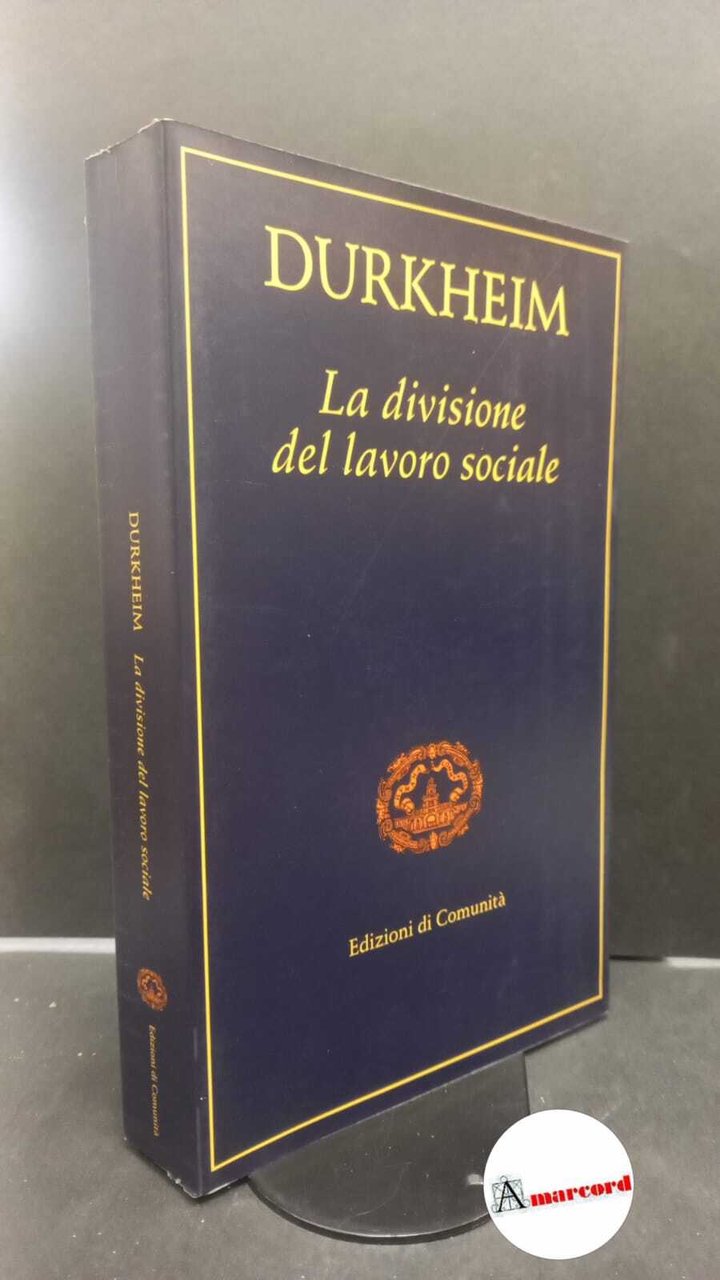 DURKHEIM
La divisione
del lavoro sociale
Edizioni di Comunità
DURKHEIM La divisione del lavoro sociale
Edizioni di Comunità
Amarcord